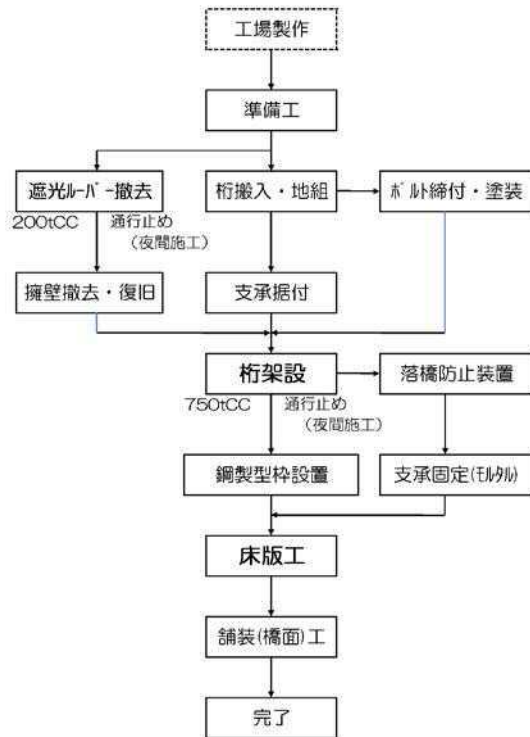 工場製作
準備工
遮光ﾙｰﾊﾞｰ撤去
桁搬入・地組
ﾎﾞﾙﾄ締付・塗装
200tCC
通行止め
(夜間施工)
擁壁撤去・復旧
支承据付
桁架設
落橋防止装置
750tCC
通行止め
(夜間施工)
鋼製型枠設置
支承固定(ﾓﾙﾀﾙ)
床版工
舗装(橋面)工
完了